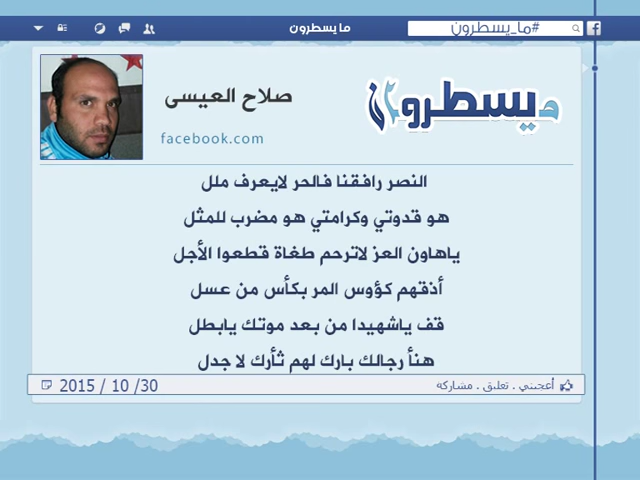 ما يسطرون
#ما_يسطرون
f
ما يسطرون
صلاح العيسى
facebook.com
النصر رافقنا فالحر لايعرف ملل
هو قدوتي وكرامتي هو مضرب للمثل
ياهاون العز لاترحم طغاة قطعوا الأجل
أذقهم كؤوس المر بكأس من عسل
قف ياشهيدا من بعد موتك يابطل
هنأ رجالك بارك لهم ثأرك لا جدل
أعجبني . تعليق . مشاركه
2015 / 10 /30